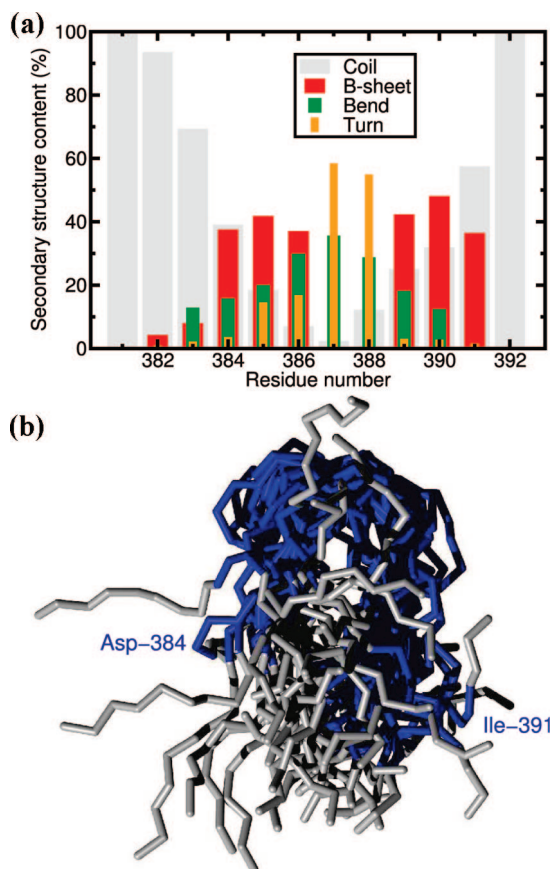 (a)
100
80
60
40
20
0
Secondary structure content (%)
Coil
B-sheet
Bend
Turn
382 384 386 388 390 392
Residue number
(b)
Asp-384
Ile-391